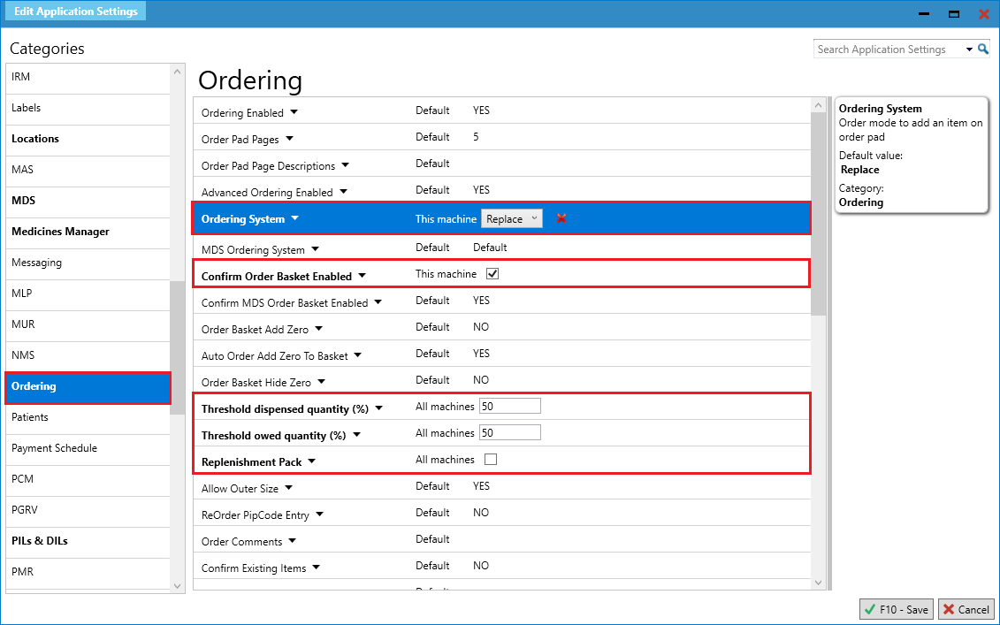 Edit Application Settings
Categories
Search Application Settings
IRM
Labels
Locations
MAS
MDS
Medicines Manager
Messaging
MLP
MUR
NMS
Ordering
Patients
Payment Schedule
PCM
PGRV
PILs & DILs
PMR
Ordering
Ordering Enabled Default YES
Order Pad Pages Default 5
Order Pad Page Descriptions Default
Advanced Ordering Enabled Default YES
Ordering System This machine Replace
MDS Ordering System Default Default
Confirm Order Basket Enabled This machine
Confirm MDS Order Basket Enabled Default YES
Order Basket Add Zero Default NO
Auto Order Add Zero To Basket Default YES
Order Basket Hide Zero Default NO
Threshold dispensed quantity (%) All machines 50
Threshold owed quantity (%) All machines 50
Replenishment Pack All machines
Allow Outer Size Default YES
ReOrder PipCode Entry Default NO
Order Comments Default
Confirm Existing Items Default NO
Ordering System
Order mode to add an item on
order pad
Default value:
Replace
Category:
Ordering
F10 - Save
Cancel